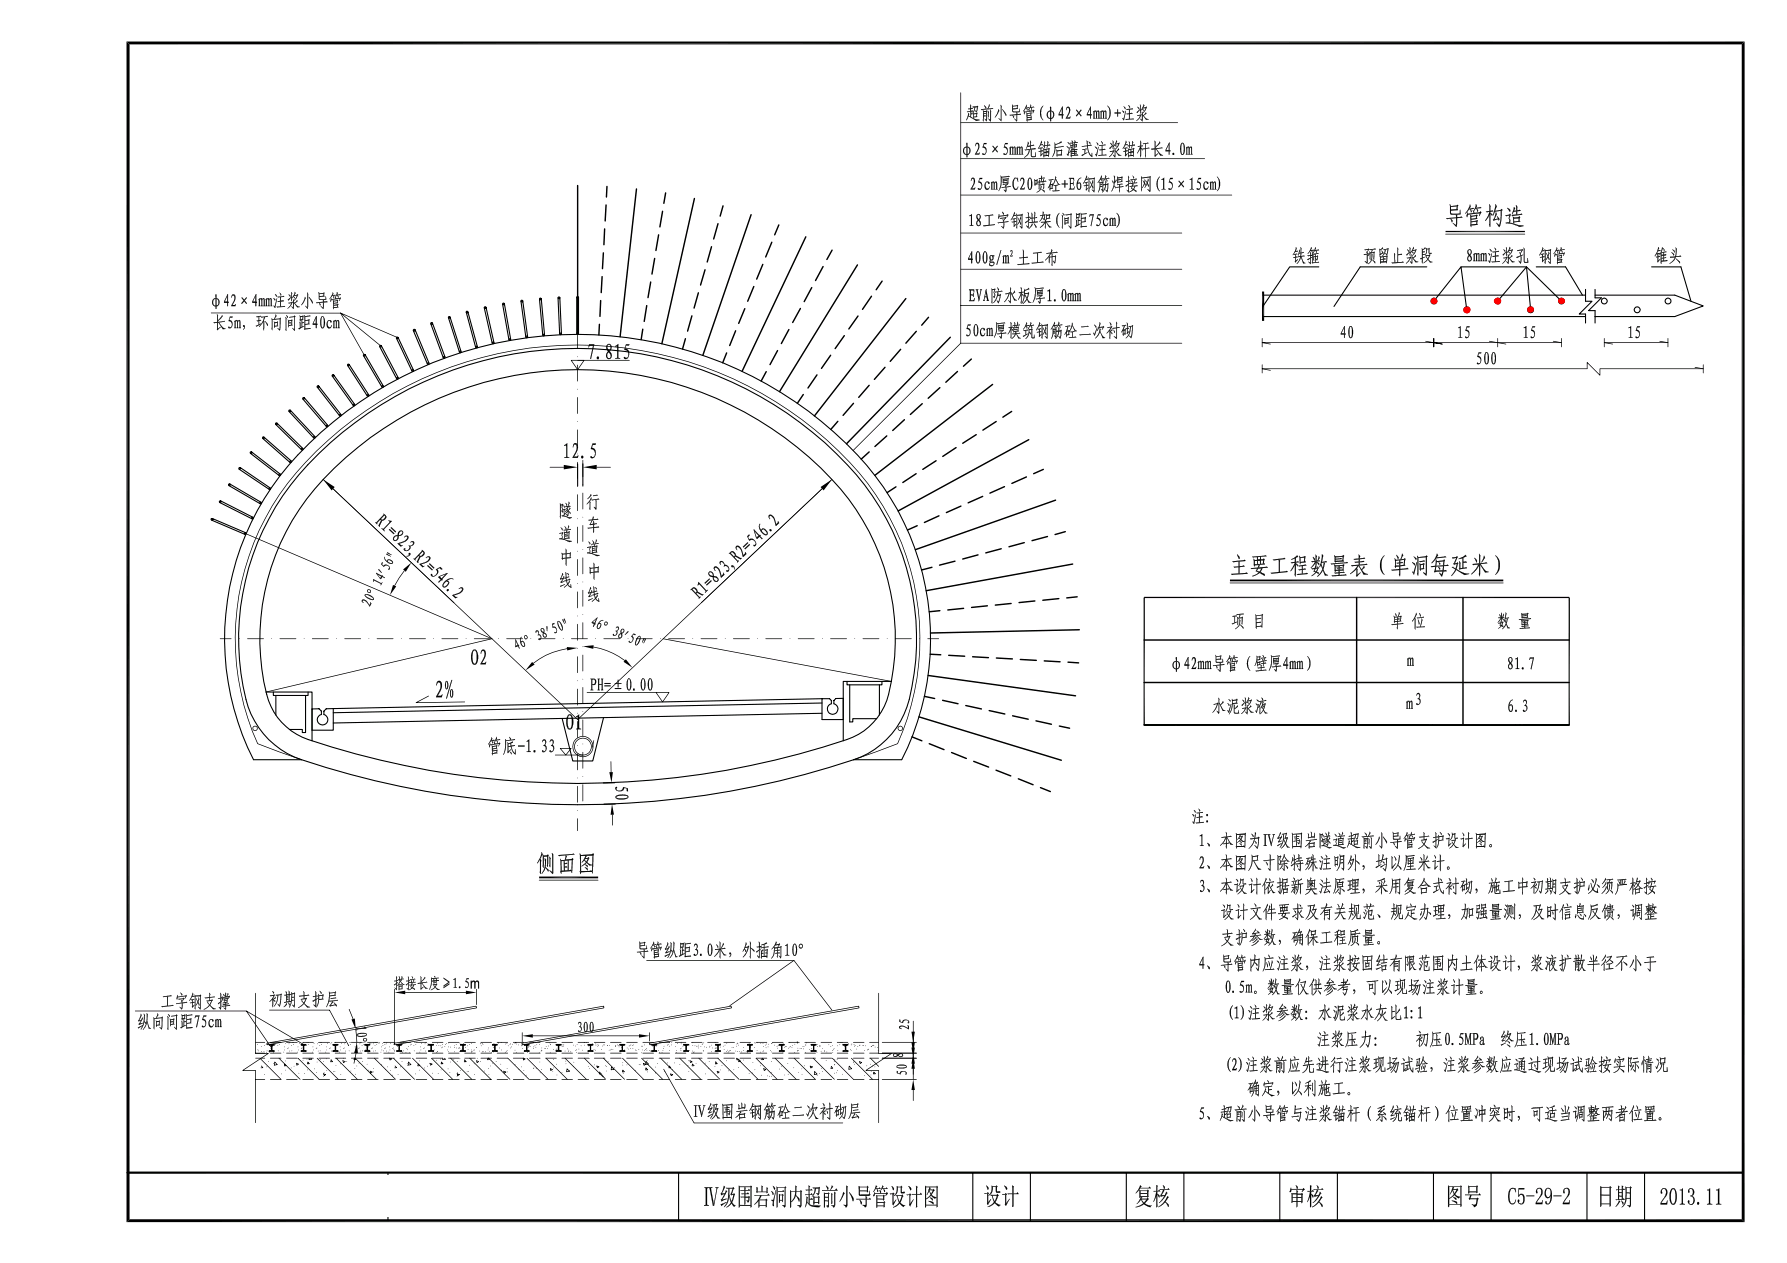 超前小导管(φ42×4mm)+注浆
φ25×5mm先锚后灌式注浆锚杆长4.0m
25cm厚C20喷砼+E6钢筋焊接网(15×15cm)
18工字钢拱架(间距75cm)
400g/m²土工布
EVA防水板厚1.0mm
50cm厚模筑钢筋砼二次衬砌
φ42×4mm注浆小导管
长5m，环向间距40cm
7.815
12.5
隧道中线
行车道中线
R1=823,R2=546.2
R1=823,R2=546.2
20°14'56"
46°38'50"
46°38'50"
O2
2%
PH=±0.00
O1
管底-1.33
50
侧面图
导管构造
铁箍
预留止浆段
8mm注浆孔
钢管
锥头
40
15
15
15
500
主要工程数量表（单洞每延米）
项 目 单 位 数 量
φ42mm导管（壁厚4mm） m 81.7
水泥浆液 m³ 6.3
注:
1、本图为Ⅳ级围岩隧道超前小导管支护设计图。
2、本图尺寸除特殊注明外，均以厘米计。
3、本设计依据新奥法原理，采用复合式衬砌，施工中初期支护必须严格按
设计文件要求及有关规范、规定办理，加强量测，及时信息反馈，调整
支护参数，确保工程质量。
4、导管内应注浆，注浆按固结有限范围内土体设计，浆液扩散半径不小于
0.5m。数量仅供参考，可以现场注浆计量。
(1)注浆参数：水泥浆水灰比1:1
注浆压力： 初压0.5MPa 终压1.0MPa
(2)注浆前应先进行注浆现场试验，注浆参数应通过现场试验按实际情况
确定，以利施工。
5、超前小导管与注浆锚杆（系统锚杆）位置冲突时，可适当调整两者位置。
导管纵距3.0米，外插角10°
搭接长度≥1.5m
工字钢支撑
纵向间距75cm
初期支护层
10°
300
25
8
50
Ⅳ级围岩钢筋砼二次衬砌层
Ⅳ级围岩洞内超前小导管设计图 设计 复核 审核 图号 C5-29-2 日期 2013.11